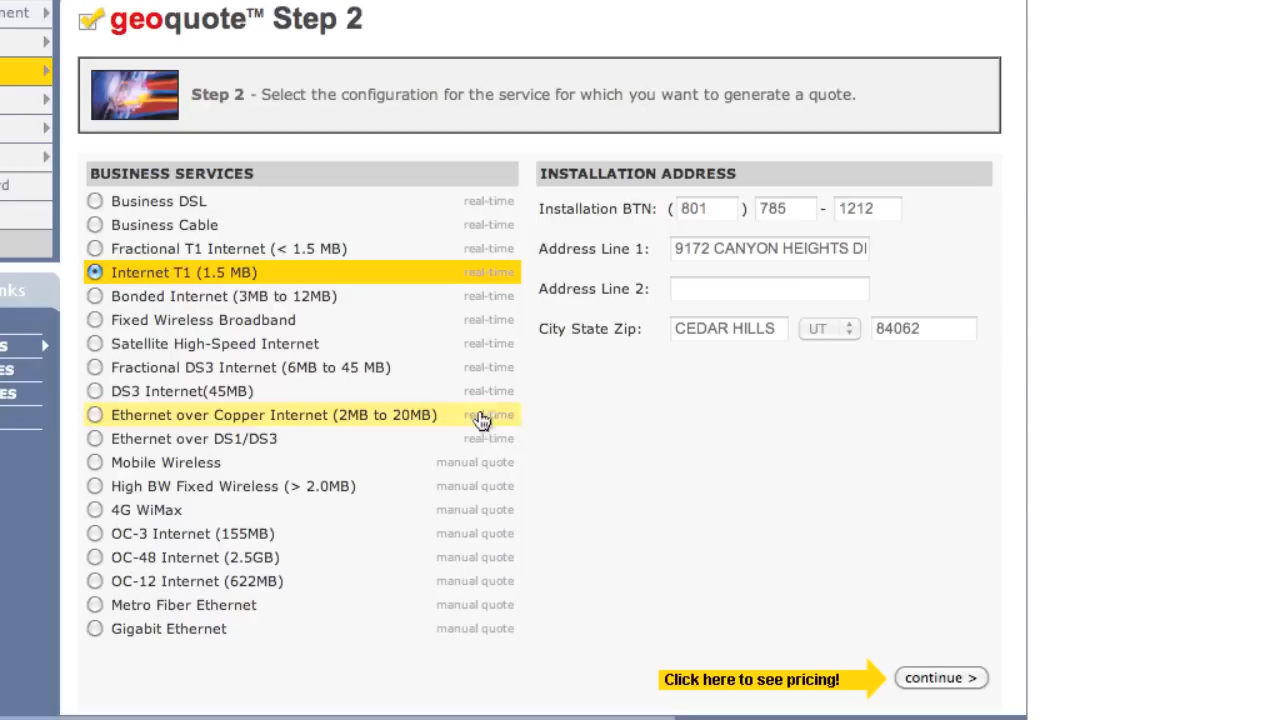 ment
geoquote™ Step 2
Step 2 - Select the configuration for the service for which you want to generate a quote.
rd
nks
S
ES
ES
BUSINESS SERVICES
Business DSL real-time
Business Cable real-time
Fractional T1 Internet (< 1.5 MB) real-time
Internet T1 (1.5 MB) real-time
Bonded Internet (3MB to 12MB) real-time
Fixed Wireless Broadband real-time
Satellite High-Speed Internet real-time
Fractional DS3 Internet (6MB to 45 MB) real-time
DS3 Internet(45MB) real-time
Ethernet over Copper Internet (2MB to 20MB) real-time
Ethernet over DS1/DS3 real-time
Mobile Wireless manual quote
High BW Fixed Wireless (> 2.0MB) manual quote
4G WiMax manual quote
OC-3 Internet (155MB) manual quote
OC-48 Internet (2.5GB) manual quote
OC-12 Internet (622MB) manual quote
Metro Fiber Ethernet manual quote
Gigabit Ethernet manual quote
INSTALLATION ADDRESS
Installation BTN: ( 801 ) 785 - 1212
Address Line 1: 9172 CANYON HEIGHTS DI
Address Line 2:
City State Zip: CEDAR HILLS UT 84062
Click here to see pricing! continue >